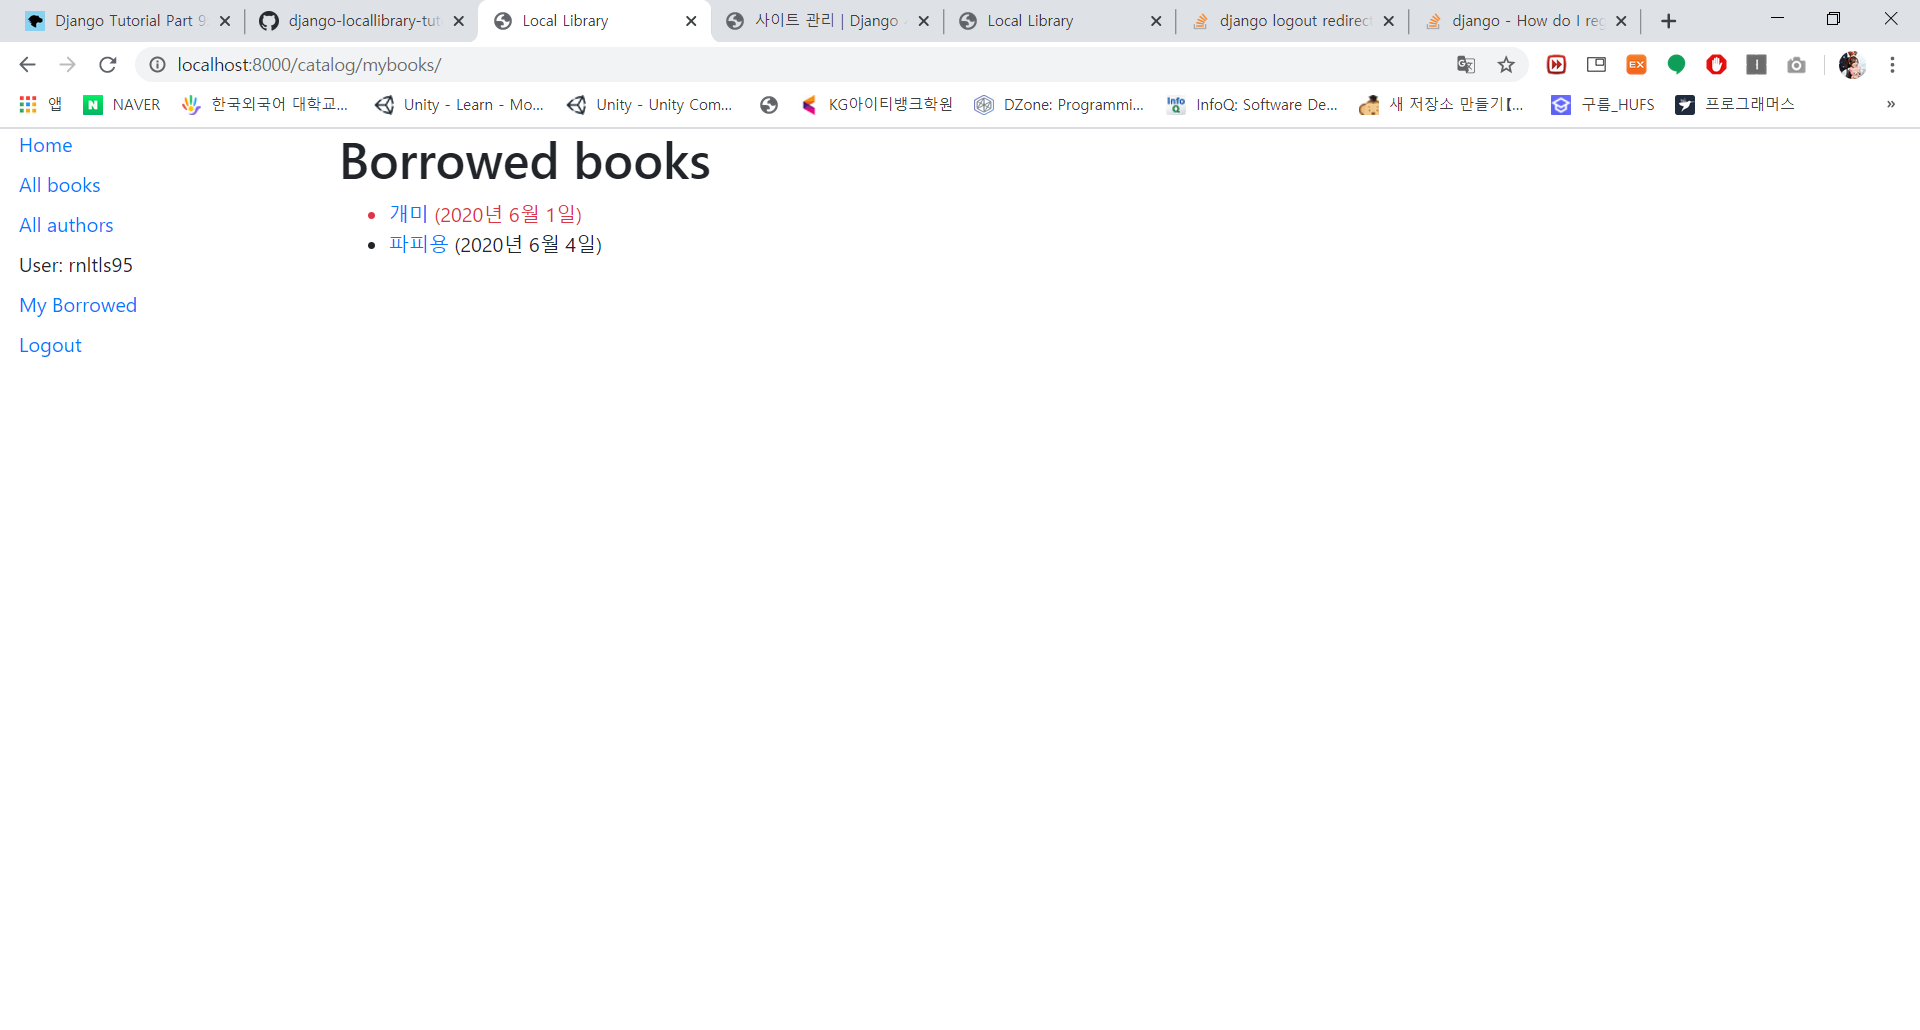 Django Tutorial Part 9
django-locallibrary-tut
Local Library
사이트 관리 | Django
Local Library
django logout redirect
django - How do I reg
localhost:8000/catalog/mybooks/
앱
NAVER
한국외국어 대학교...
Unity - Learn - Mo...
Unity - Unity Com...
KG아이티뱅크학원
DZone: Programmi...
InfoQ: Software De...
새 저장소 만들기【...
구름_HUFS
프로그래머스
»
Home
All books
All authors
User: rnltls95
My Borrowed
Logout
Borrowed books
개미 (2020년 6월 1일)
파피용 (2020년 6월 4일)